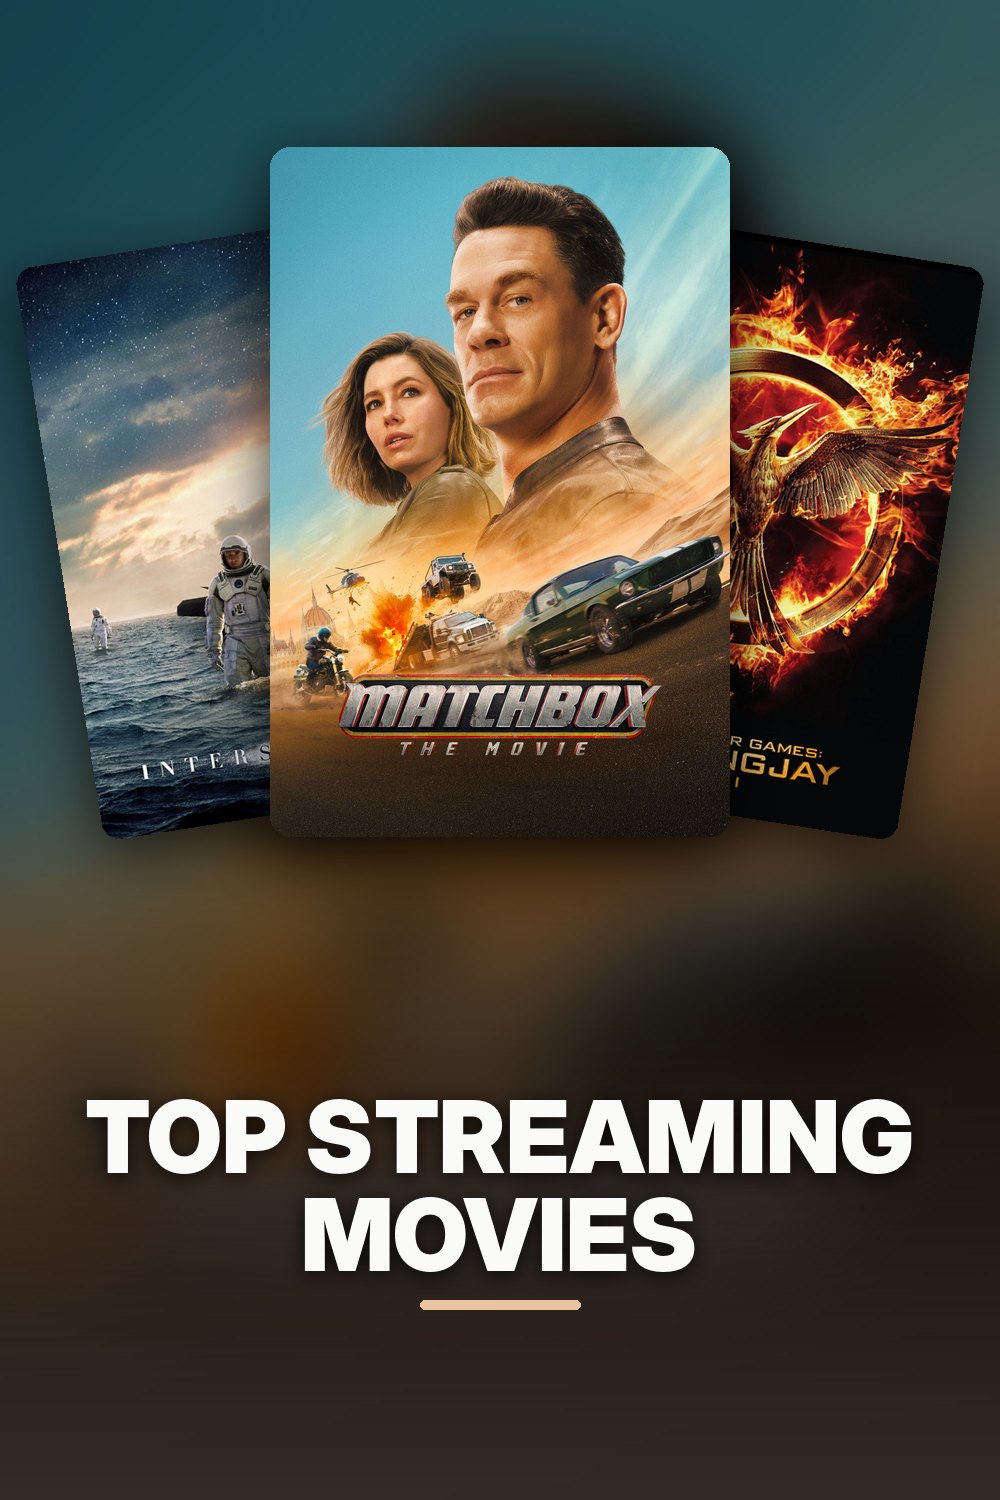 INTERS
MATCHBOX
THE MOVIE
R GAMES:
NGJAY
I
TOP STREAMING
MOVIES